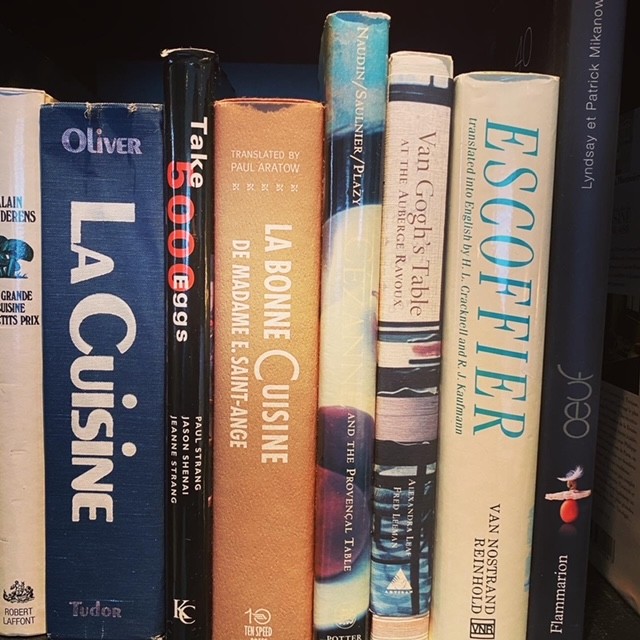 ALAIN
DERENS
GRANDE
UISINE
TITS PRIX
ROBERT
LAFFONT
OLIVER
LA CUISINE
TUDOR
Take
5000
Eggs
PAUL STRANG
JASON SHENAI
JEANNE STRANG
KC
TRANSLATED BY
PAUL ARATOW
LA BONNE CUISINE
DE MADAME E. SAINT-ANGE
10
TEN SPEED
NAUDIN/SAULNIER/PLAZY
AND THE PROVENÇAL TABLE
POTTER
Van Gogh's Table
AT THE AUBERGE RAVOUX
ALEXANDRA LEAF
FRED LEEMAN
ARTISAN
ESCOFFIER
translated into English by H. L. Cracknell and R. J. Kaufmann
VAN NOSTRAND
REINHOLD
VNR
Lyndsay et Patrick Mikanow
oeuf
Flammarion